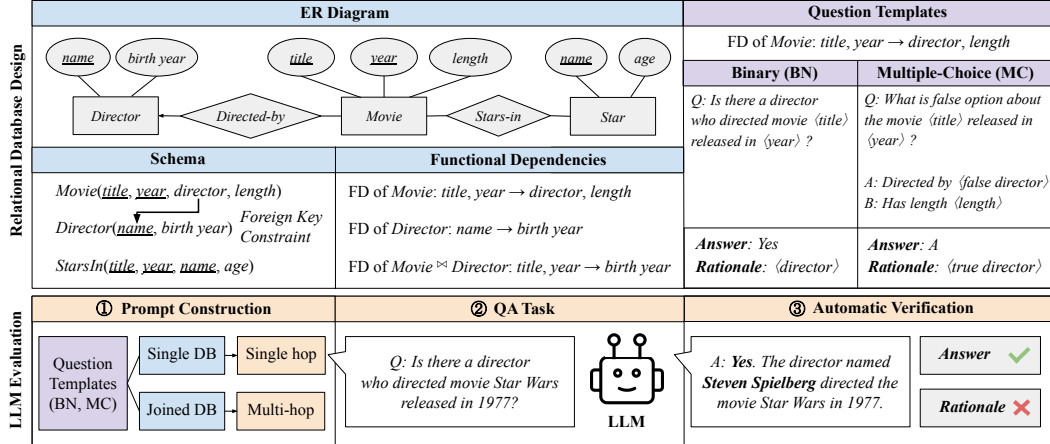 Relational Database Design
ER Diagram
name
birth year
title
year
length
name
age
Director
Directed-by
Movie
Stars-in
Star
Schema
Movie(title, year, director, length)
Director(name, birth year)
Foreign Key
Constraint
StarsIn(title, year, name, age)
Functional Dependencies
FD of Movie: title, year → director, length
FD of Director: name → birth year
FD of Movie ⋈ Director: title, year → birth year
Question Templates
FD of Movie: title, year → director, length
Binary (BN)
Q: Is there a director
who directed movie ⟨title⟩
released in ⟨year⟩ ?
Answer: Yes
Rationale: ⟨director⟩
Multiple-Choice (MC)
Q: What is false option about
the movie ⟨title⟩ released in
⟨year⟩ ?
A: Directed by ⟨false director⟩
B: Has length ⟨length⟩
Answer: A
Rationale: ⟨true director⟩
LLM Evaluation
① Prompt Construction
Question
Templates
(BN, MC)
Single DB
Single hop
Joined DB
Multi-hop
② QA Task
Q: Is there a director
who directed movie Star Wars
released in 1977?
LLM
③ Automatic Verification
A: Yes. The director named
Steven Spielberg directed the
movie Star Wars in 1977.
Answer
Rationale